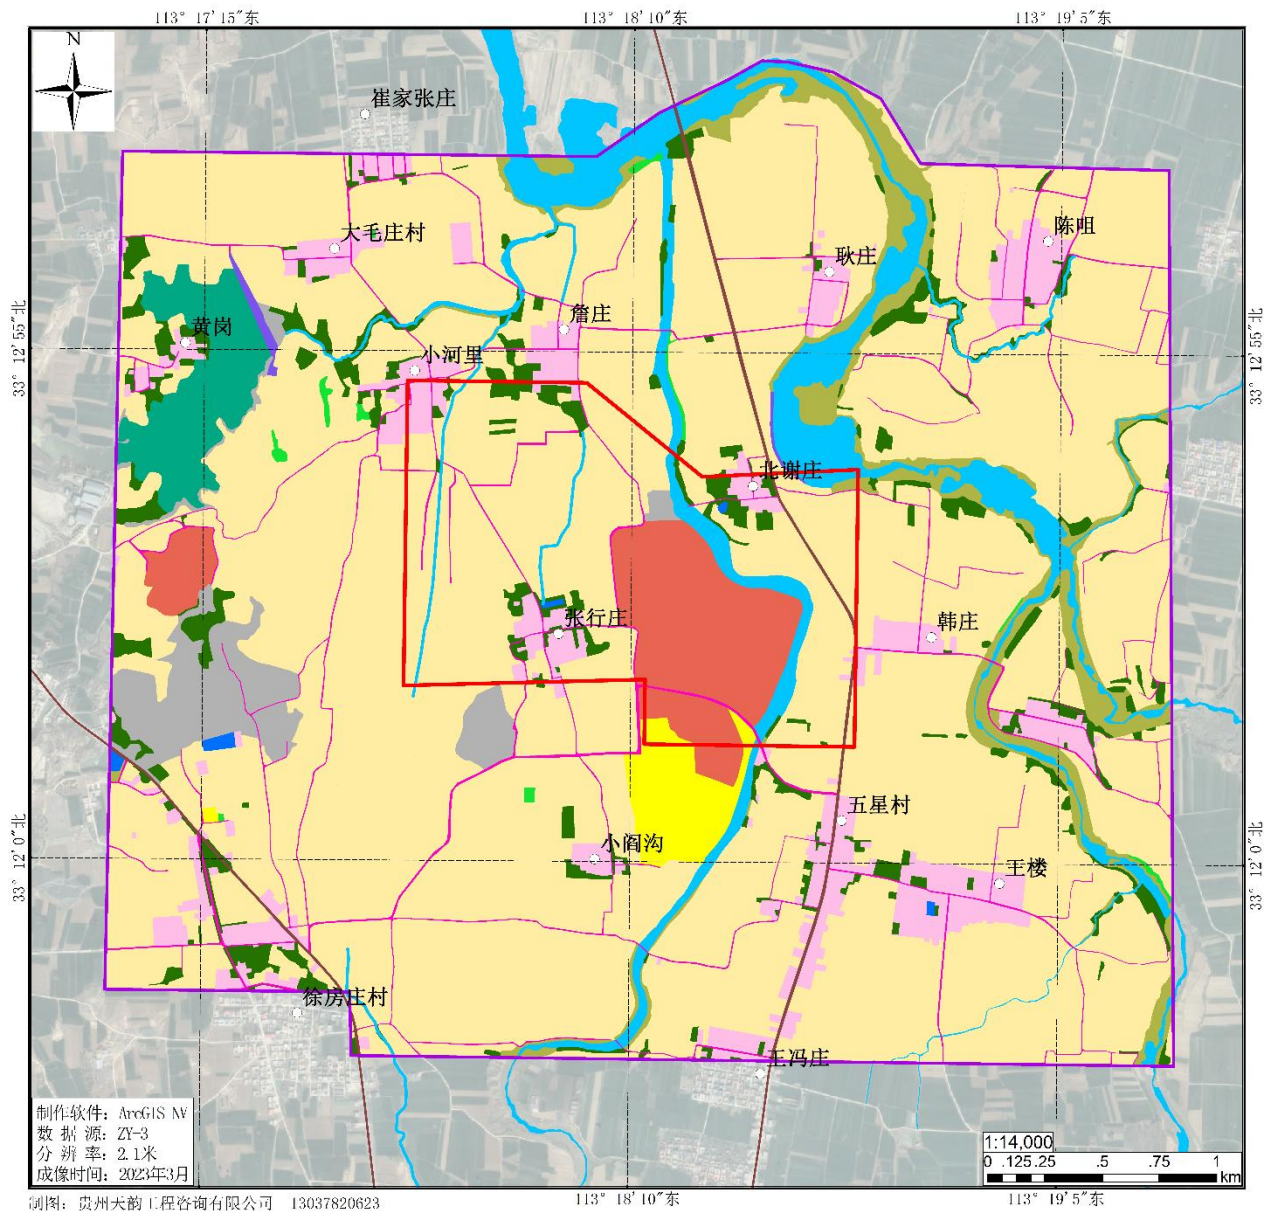 113° 17′15″东
113° 18′10″东
113° 19′5″东
N
崔家张庄
大毛庄村
陈咀
耿庄
黄岗
詹庄
小河里
33° 12′55″北
33° 12′55″北
北谢庄
张行庄
韩庄
五星村
小阎沟
王楼
33° 12′0″北
33° 12′0″北
徐房庄村
王冯庄
制作软件: ArcGIS
数 据 源: ZY-3
分 辨 率: 2.1米
成像时间: 2023年3月
1:14,000
0 .125.25 .5 .75 1
km
制图: 贵州天韵工程咨询有限公司 13037820623
113° 18′10″东
113° 19′5″东